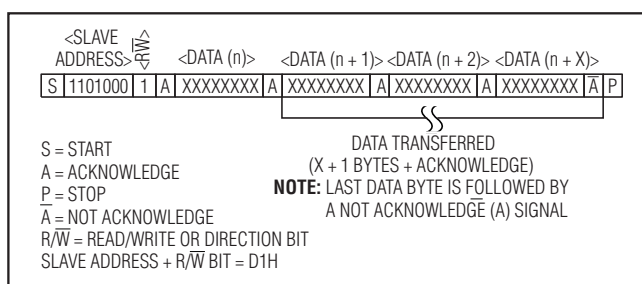 <SLAVE ADDRESS> <RW̅> <DATA (n)> <DATA (n + 1)> <DATA (n + 2)> <DATA (n + X)>
S 1101000 1 A XXXXXXXX A XXXXXXXX A XXXXXXXX A XXXXXXXX A̅ P
S = START
A = ACKNOWLEDGE
P = STOP
A̅ = NOT ACKNOWLEDGE
R/W̅ = READ/WRITE OR DIRECTION BIT
SLAVE ADDRESS + R/W̅ BIT = D1H
DATA TRANSFERRED
(X + 1 BYTES + ACKNOWLEDGE)
NOTE: LAST DATA BYTE IS FOLLOWED BY
A NOT ACKNOWLEDGE (A̅) SIGNAL